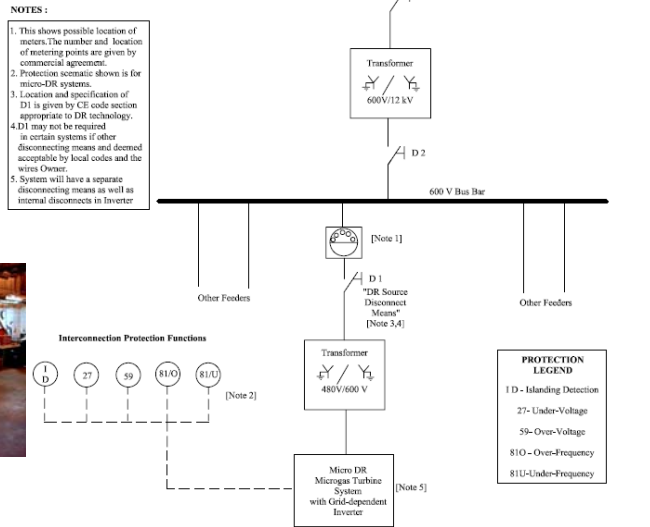 NOTES :
1. This shows possible location of
meters.The number and location
of metering points are given by
commercial agreement.
2. Protection scematic shown is for
micro-DR systems.
3. Location and specification of
D1 is given by CE code section
appropriate to DR technology.
4.D1 may not be required
in certain systems if other
disconnecting means and deemed
acceptable by local codes and the
wires Owner.
5. System will have a separate
disconnecting means as well as
internal disconnects in Inverter
Transformer
600V/12 kV
D 2
600 V Bus Bar
[Note 1]
D 1
"DR Source
Disconnect
Means"
[Note 3,4]
Other Feeders
Other Feeders
Transformer
480V/600 V
Interconnection Protection Functions
I
D
27
59
81/O
81/U
[Note 2]
Micro DR
Microgas Turbine
System
with Grid-dependent
Inverter
[Note 5]
PROTECTION
LEGEND
I D - Islanding Detection
27- Under-Voltage
59- Over-Voltage
81O - Over-Frequency
81U-Under-Frequency